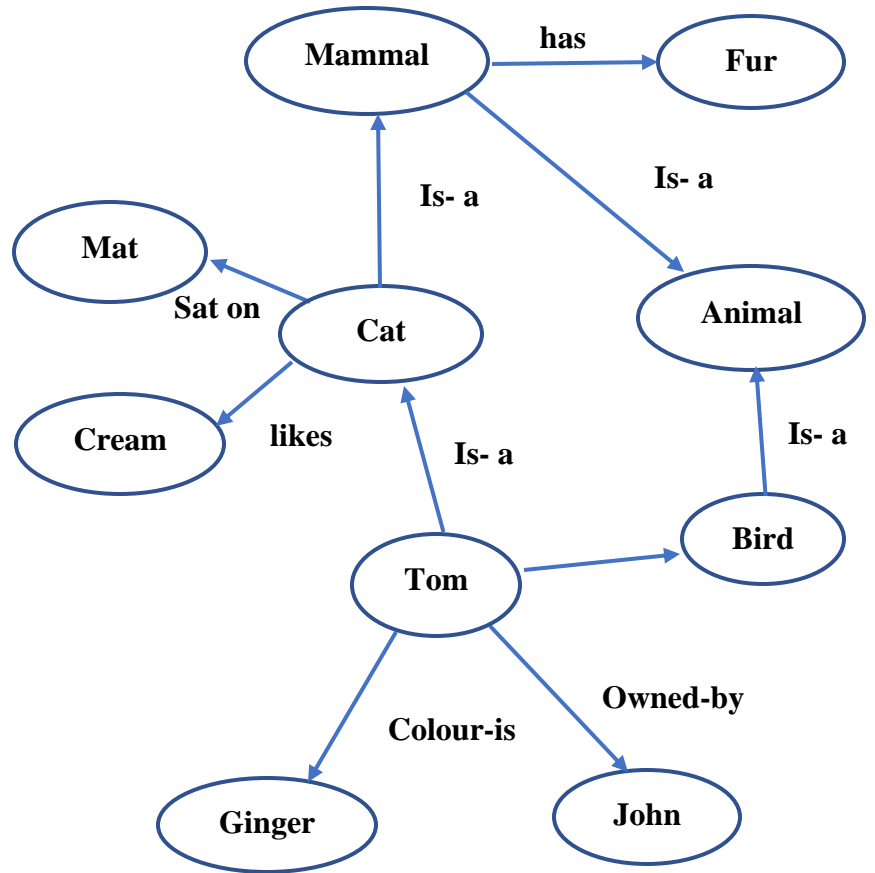 Mammal
has
Fur
Is- a
Is- a
Mat
Sat on
Cat
Animal
Cream
likes
Is- a
Is- a
Bird
Tom
Owned-by
Colour-is
Ginger
John